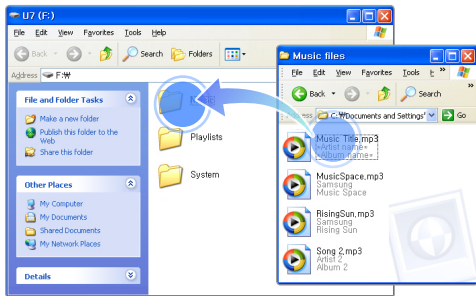 U7 (F:)
File Edit View Favorites Tools Help
Back Search Folders
Address F:₩
File and Folder Tasks
Make a new folder
Publish this folder to the
Web
Share this folder
Other Places
My Computer
My Documents
Shared Documents
My Network Places
Details
Playlists
System
Music files
File Edit View Favorites Tools »
Back Search »
C:₩Documents and Settings₩ Go
Music Title,mp3
*Artist name*
*Album name*
MusicSpace,mp3
Samsung
Music Space
RisingSun,mp3
Samsung
Rising Sun
Song 2,mp3
Artist 2
Album 2